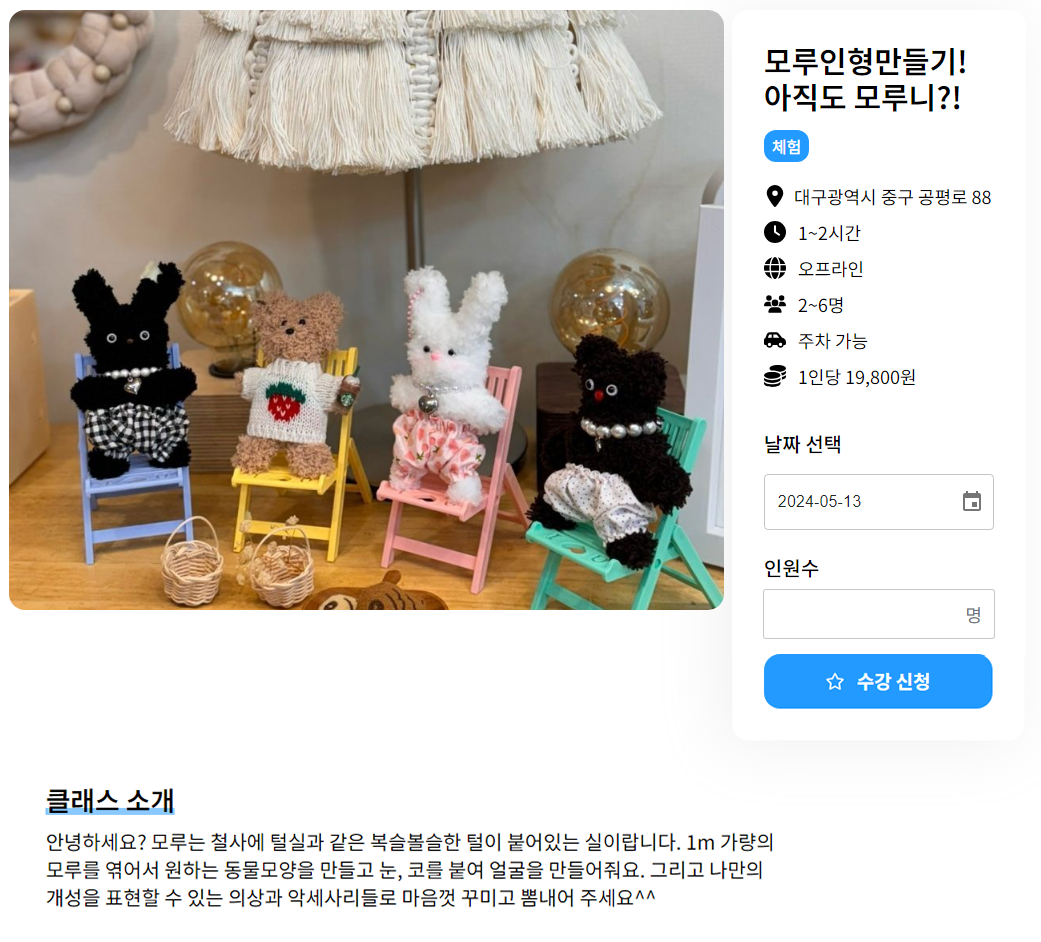 모루인형만들기!
아직도 모루니?!
체험
대구광역시 중구 공평로 88
1~2시간
오프라인
2~6명
주차 가능
1인당 19,800원
날짜 선택
2024-05-13
인원수
명
수강 신청
클래스 소개
안녕하세요? 모루는 철사에 털실과 같은 복슬볼슬한 털이 붙어있는 실이랍니다. 1m 가량의
모루를 엮어서 원하는 동물모양을 만들고 눈, 코를 붙여 얼굴을 만들어줘요. 그리고 나만의
개성을 표현할 수 있는 의상과 악세사리들로 마음껏 꾸미고 뽐내어 주세요^^